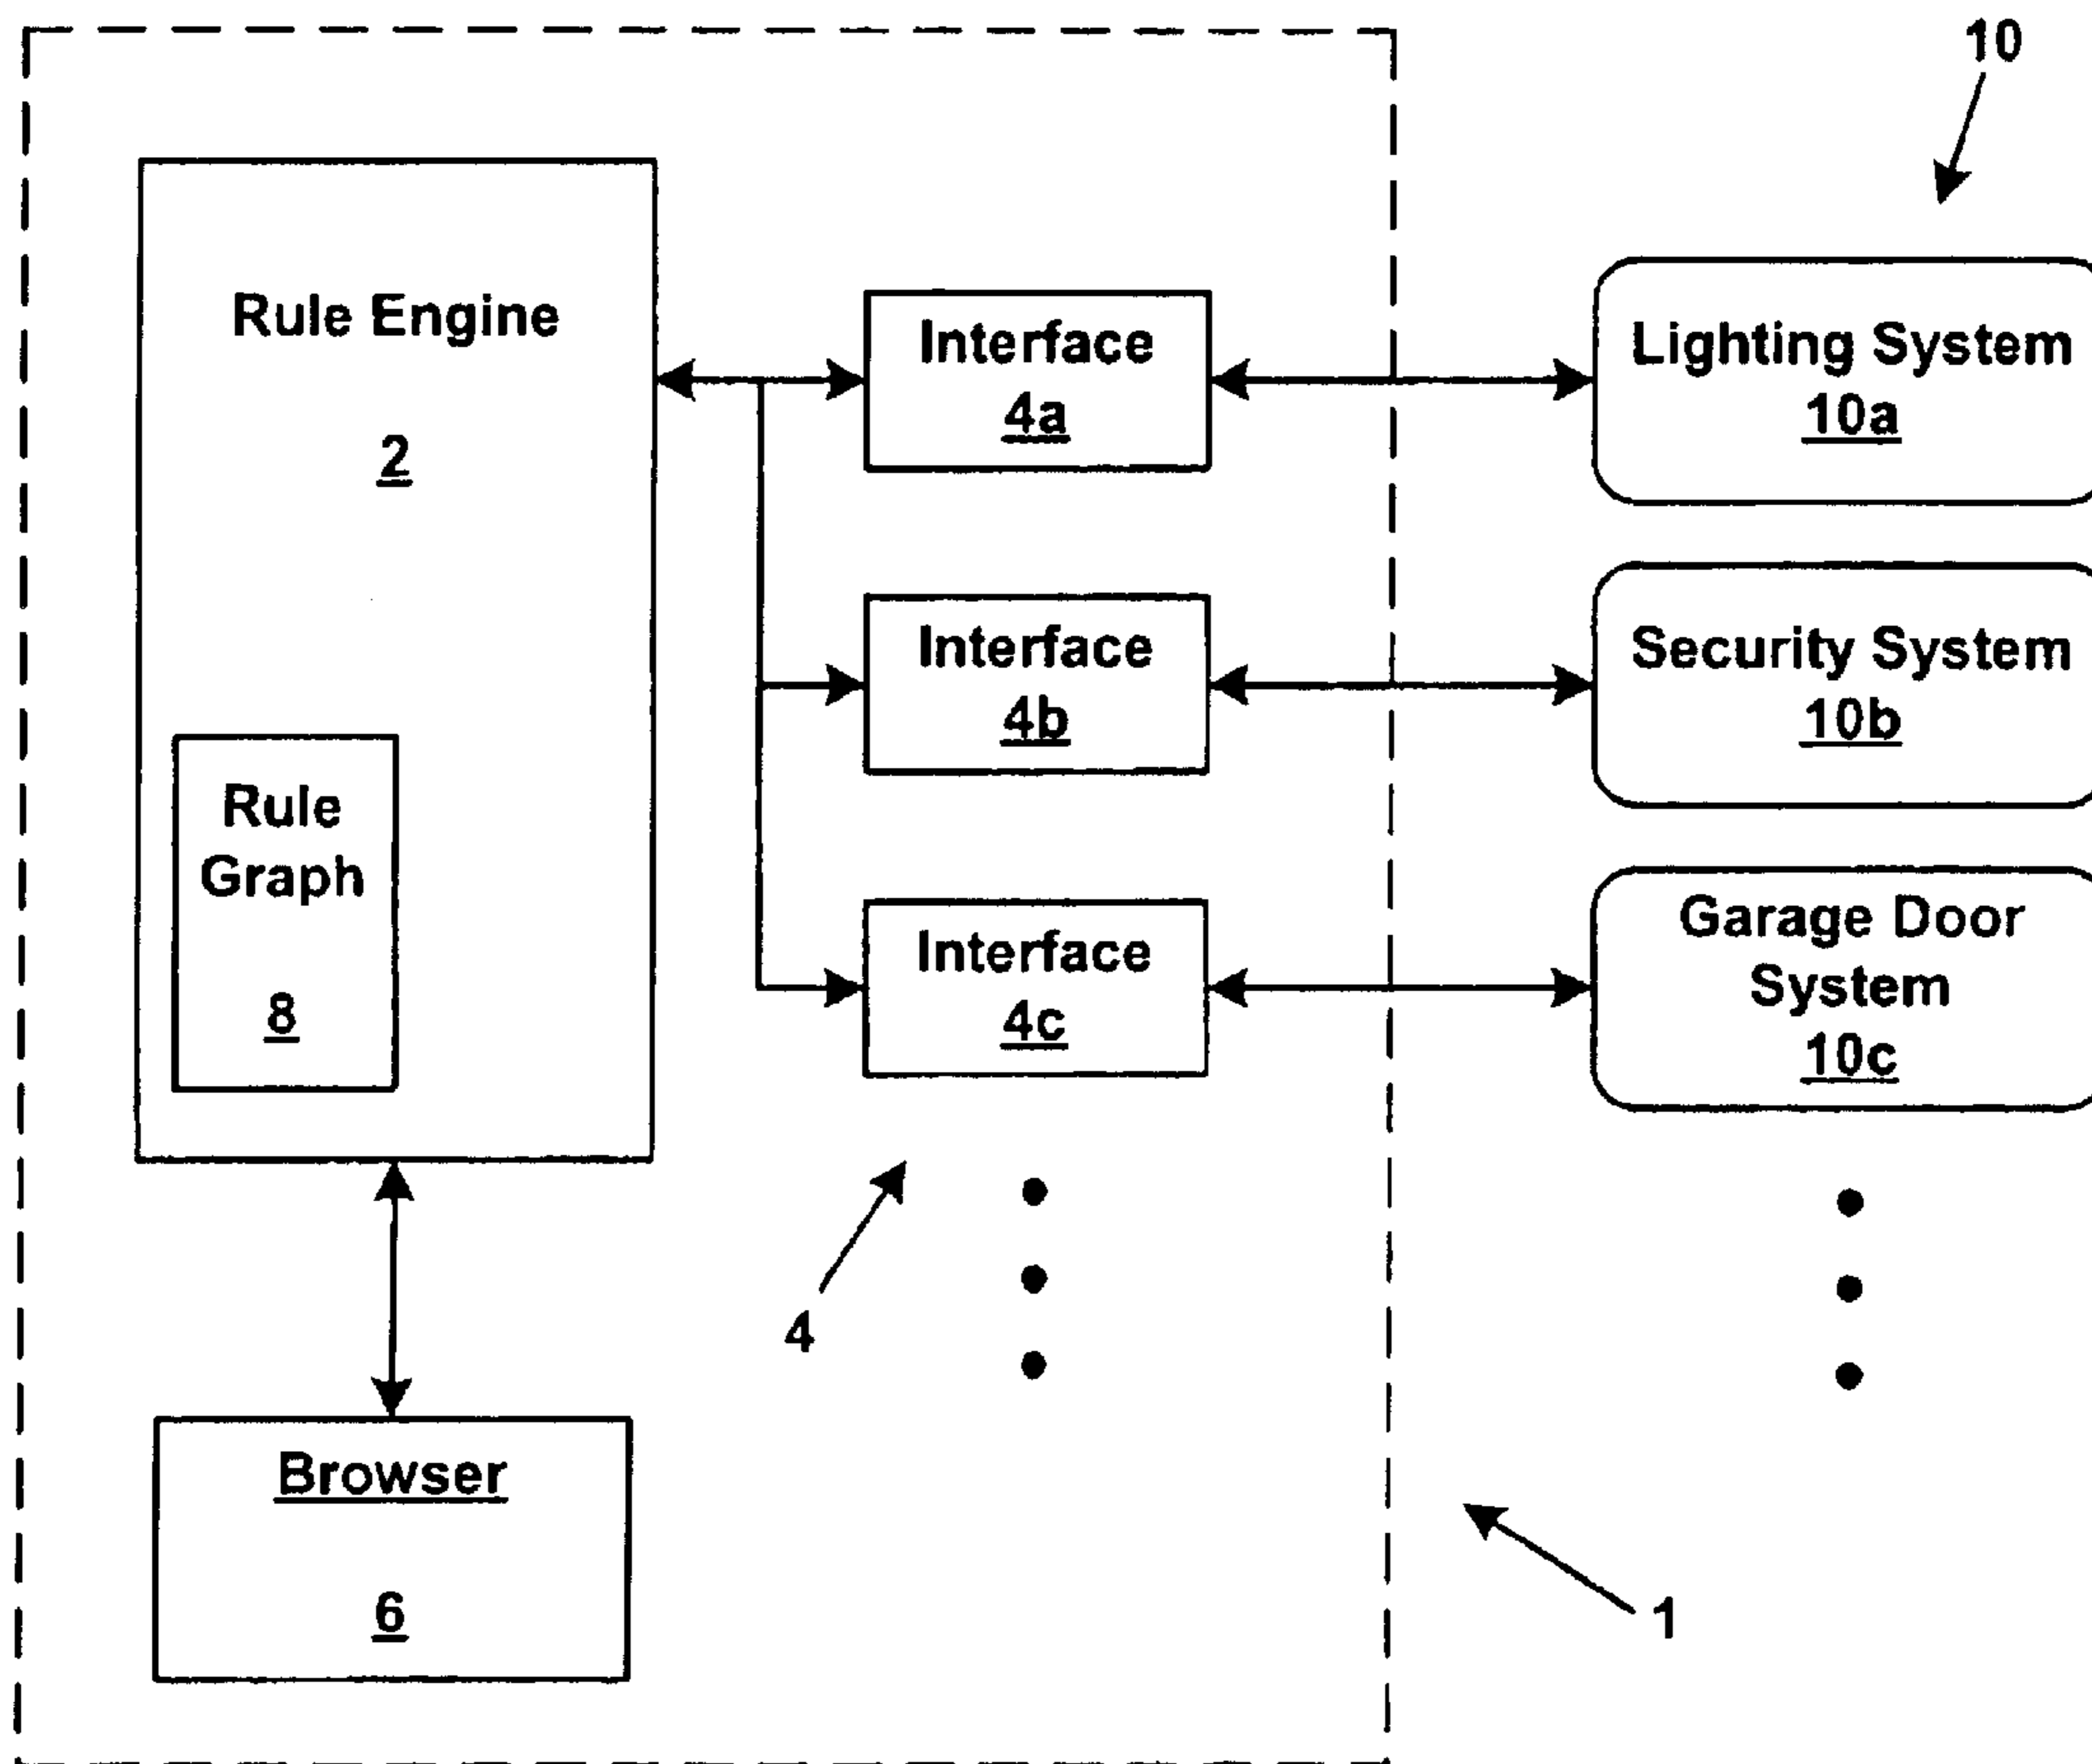 10
Rule Engine
2
Interface
4a
Lighting System
10a
Interface
4b
Security System
10b
Rule
Graph
8
Interface
4c
Garage Door
System
10c
4
Browser
6
1